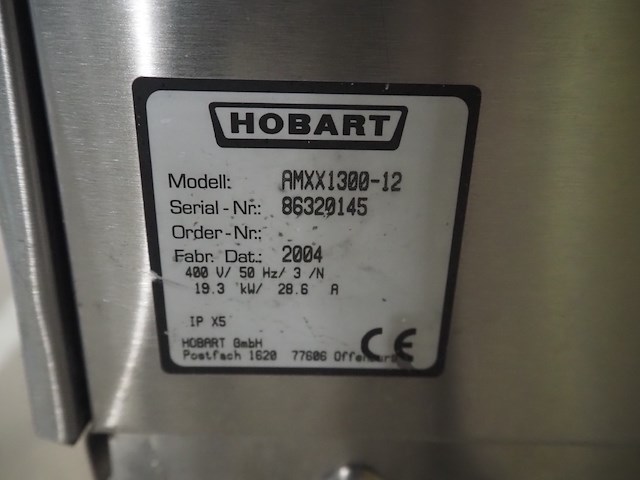 HOBART
Modell: AMXX1300-12
Serial-Nr.: 86320145
Order-Nr.:
Fabr. Dat.: 2004
400 V/ 50 Hz/ 3 /N
19.3 kW/ 28.6 A
IP X5
CE
HOBART GmbH
Postfach 1620 77606 Offenburg